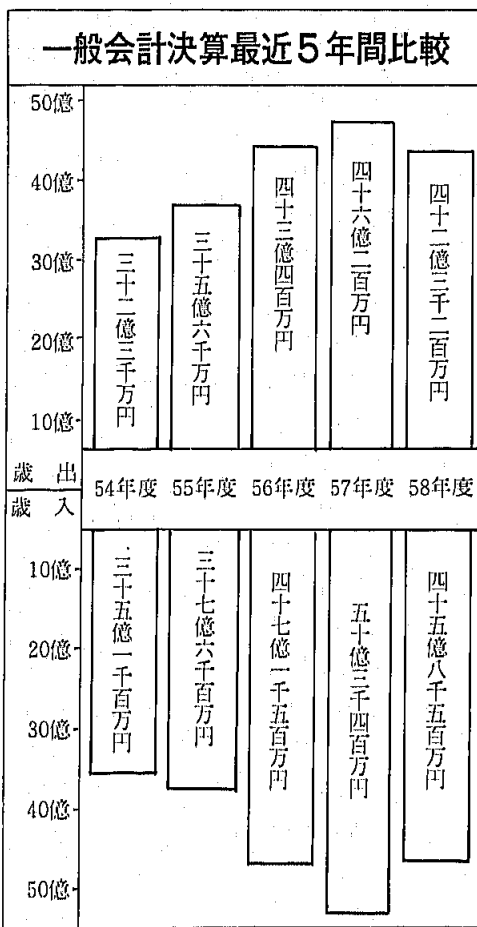 一般会計決算最近5年間比較
50億
40億
30億
20億
10億
三十二億三千万円
三十五億六千万円
四十三億四百万円
四十六億二百万円
四十二億三千二百万円
歳出
歳入
54年度
55年度
56年度
57年度
58年度
10億
20億
30億
40億
50億
三十五億一千百万円
三十七億六千百万円
四十七億一千五百万円
五十億三千四百万円
四十五億八千五百万円